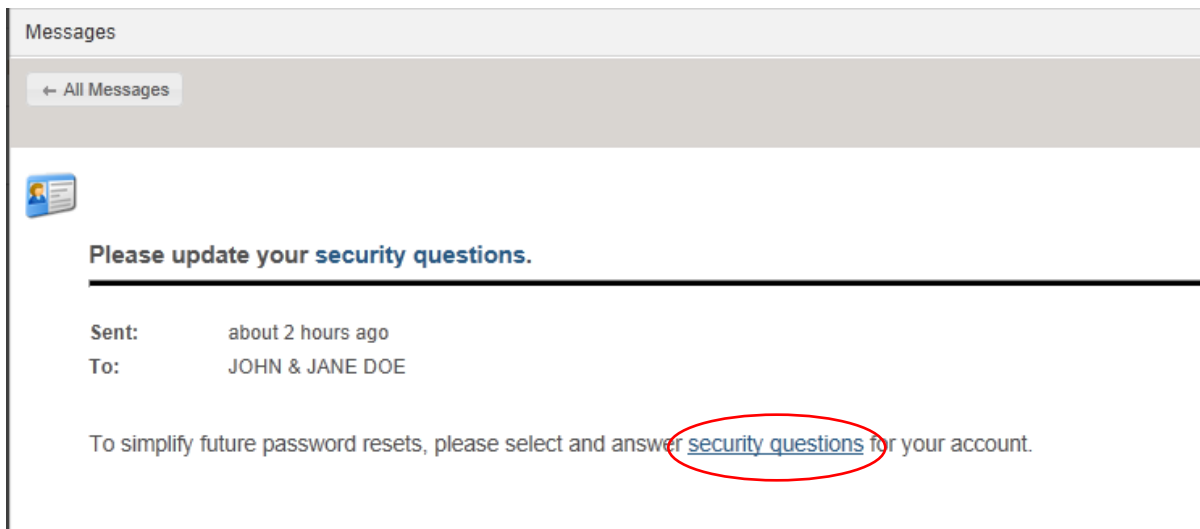 Messages
← All Messages
Please update your security questions.
Sent: about 2 hours ago
To: JOHN & JANE DOE
To simplify future password resets, please select and answer security questions for your account.